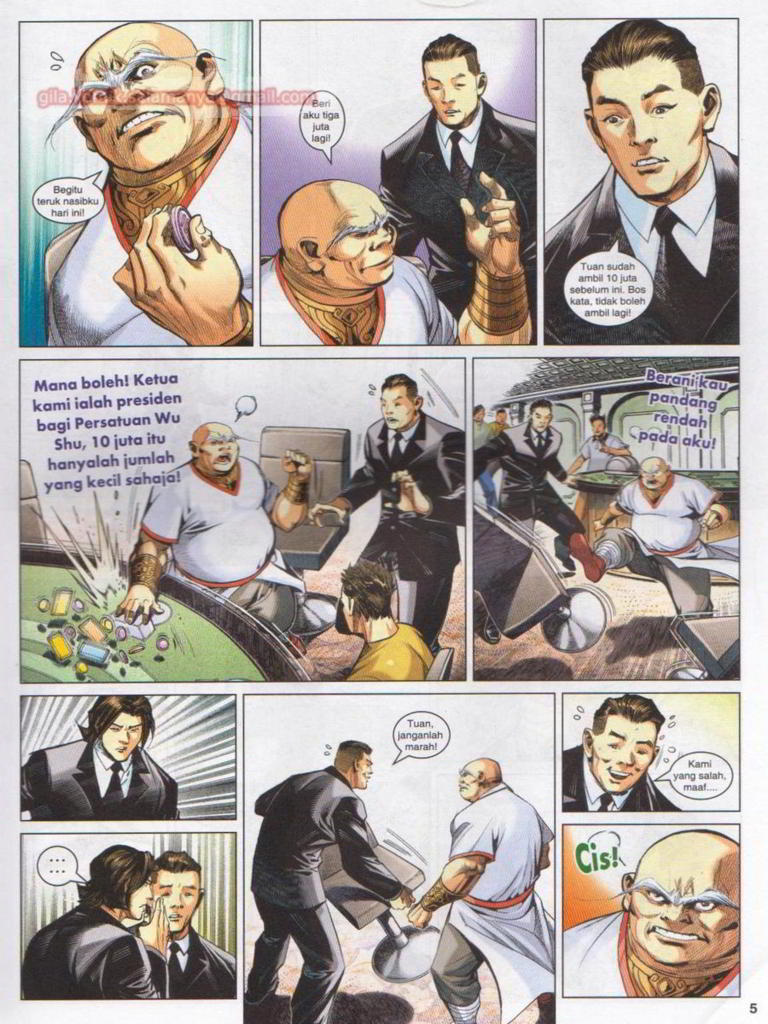 Begitu
teruk nasibku
hari ini!
Beri
aku tiga
juta
lagi!
Tuan sudah
ambil 10 juta
sebelum ini. Bos
kata, tidak boleh
ambil lagi!
Mana boleh! Ketua
kami ialah presiden
bagi Persatuan Wu
Shu, 10 juta itu
hanyalah jumlah
yang kecil sahaja!
Berani kau
pandang
rendah
pada aku!
...
...
Tuan,
janganlah
marah!
Kami
yang salah,
maaf....
Cis!
5